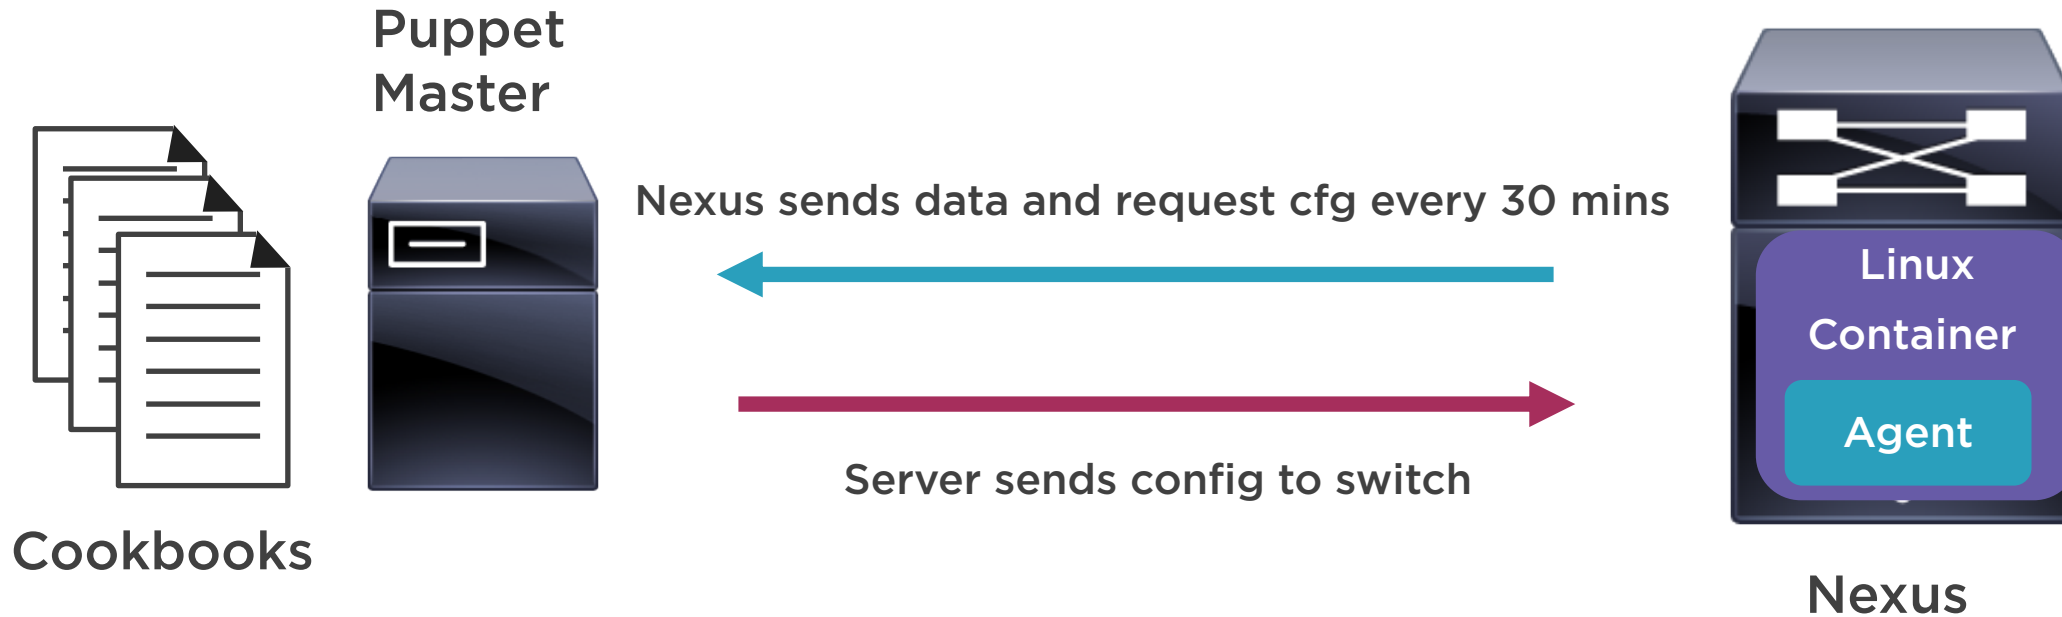 Puppet
Master
Nexus sends data and request cfg every 30 mins
Server sends config to switch
Cookbooks
Linux
Container
Agent
Nexus